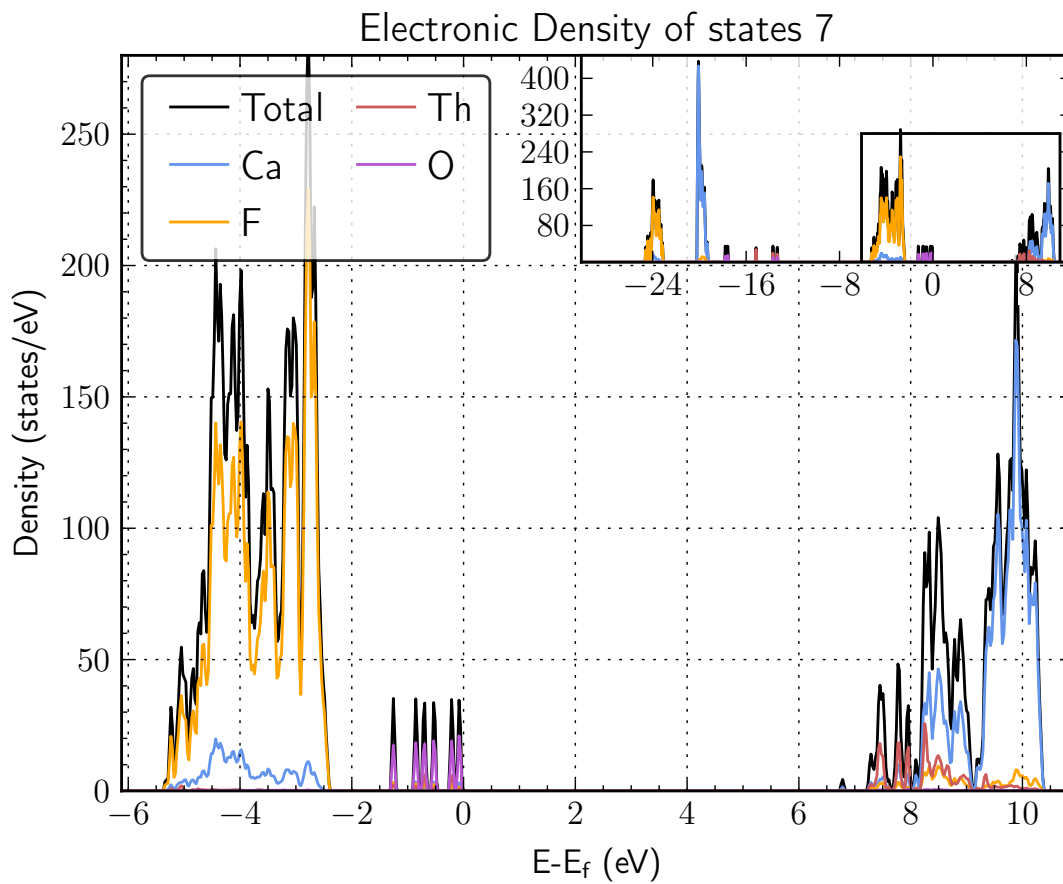 Electronic Density of states 7
Total
Ca
F
Th
O
400
320
240
160
80
−24 −16 −8 0 8
250
200
150
100
50
0
Density (states/eV)
−6 −4 −2 0 2 4 6 8 10
E-E_f (eV)